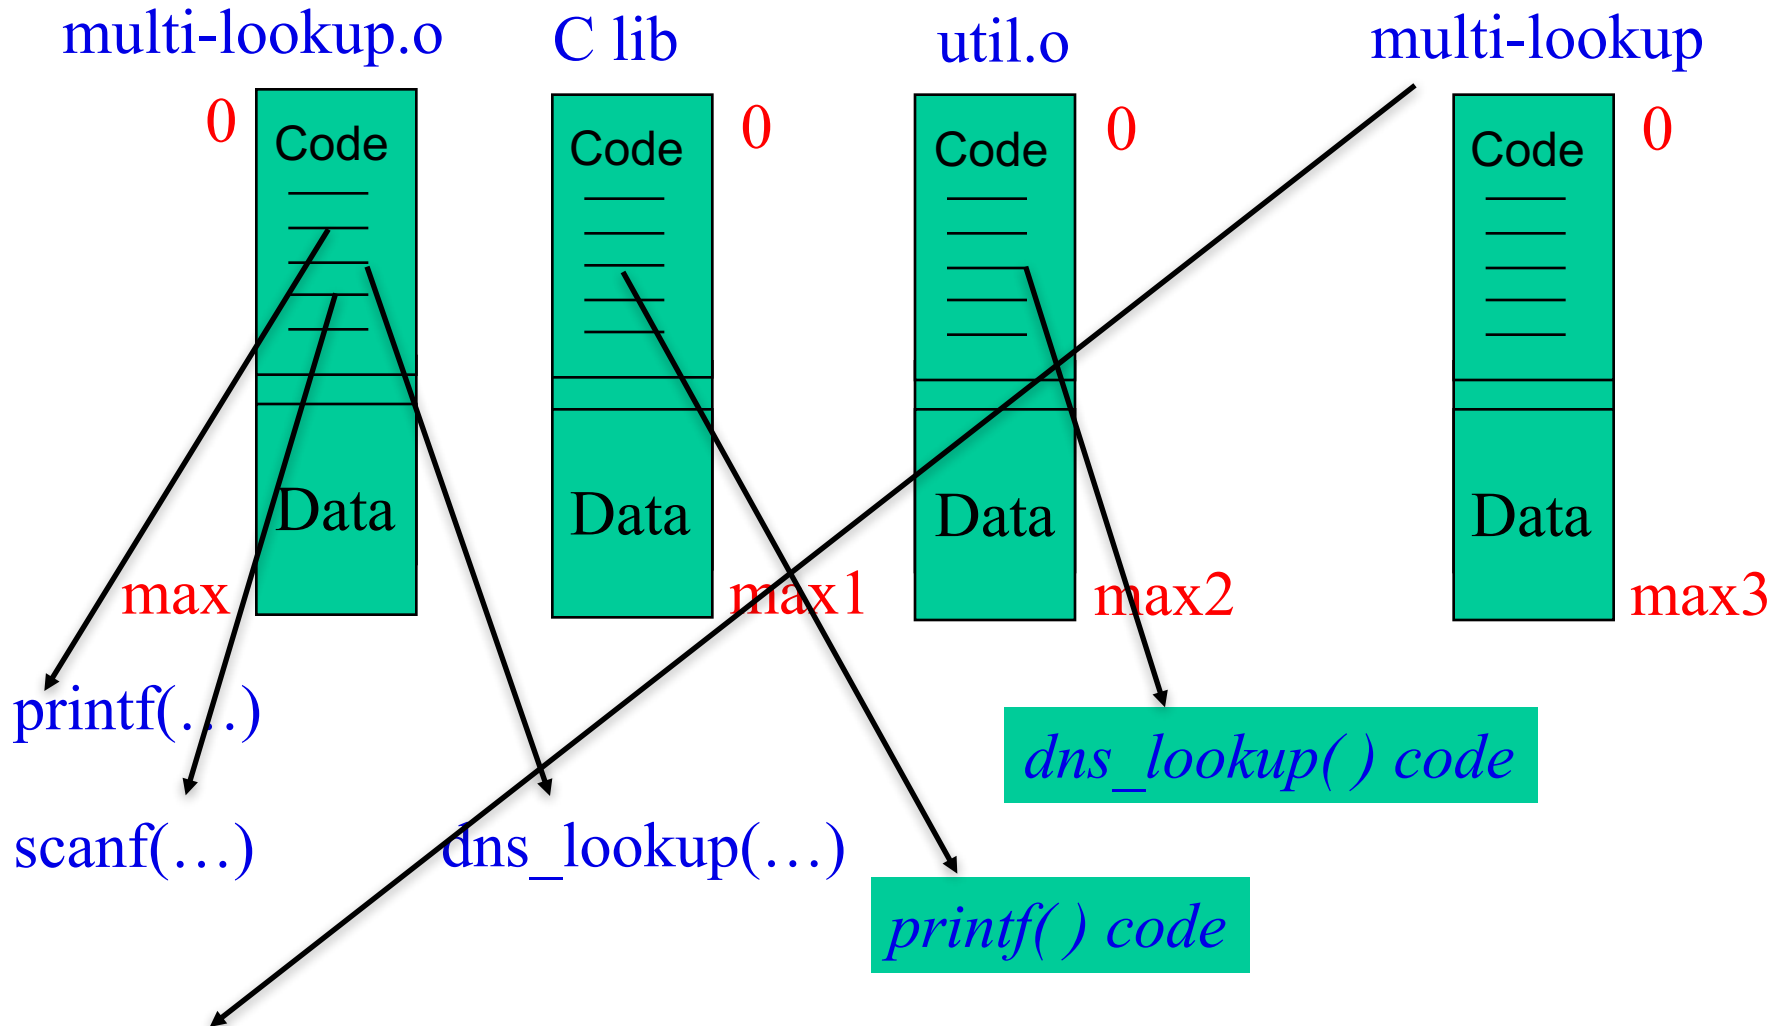 multi-lookup.o C lib util.o multi-lookup
0 Code Code 0 Code 0 Code 0
Data Data Data Data
max max1 max2 max3
printf(…)
dns_lookup( ) code
scanf(…) dns_lookup(…)
printf( ) code